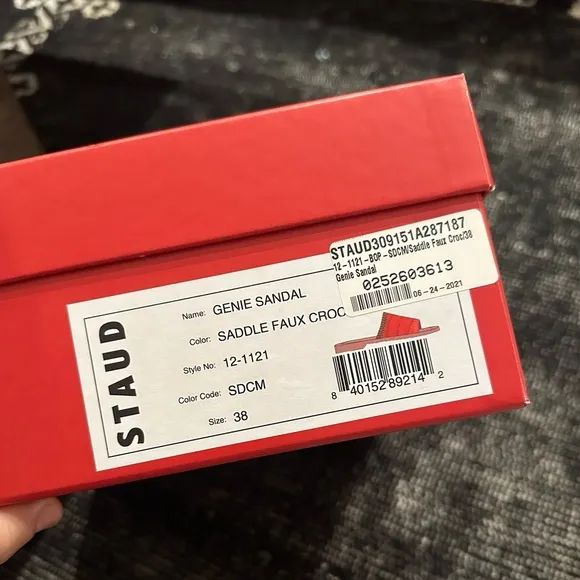 STAUD309151A287187
12-1121-BOP-SDCM/Saddle Faux Croc/38
Genie Sandal
0252603613
06-24-2021
STAUD
Name: GENIE SANDAL
Color: SADDLE FAUX CROC
Style No: 12-1121
Color Code: SDCM
Size: 38
8 40152 89214 2